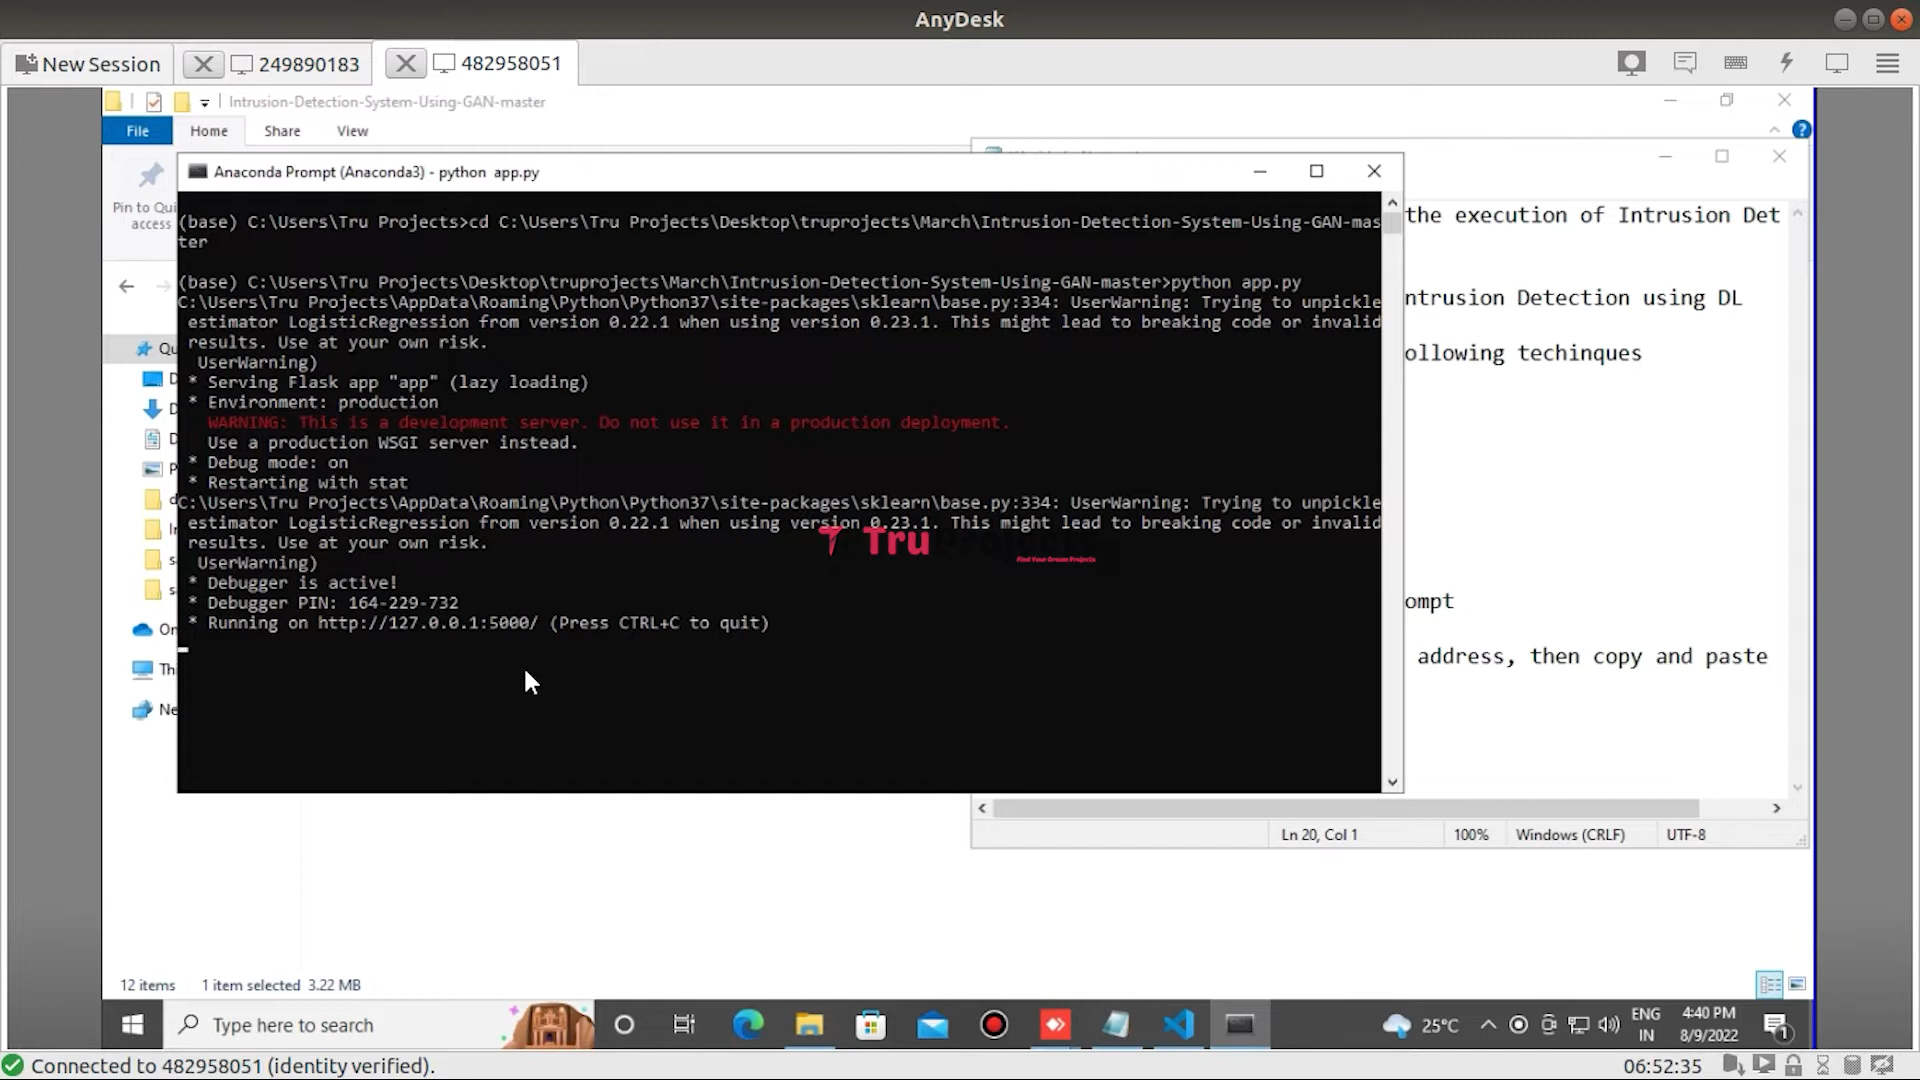 AnyDesk
New Session
249890183
482958051
Intrusion-Detection-System-Using-GAN-master
File
Home
Share
View
Pin to Qui
access
Anaconda Prompt (Anaconda3) - python  app.py
(base) C:\Users\Tru Projects>cd C:\Users\Tru Projects\Desktop\truprojects\March\Intrusion-Detection-System-Using-GAN-mas
ter
(base) C:\Users\Tru Projects\Desktop\truprojects\March\Intrusion-Detection-System-Using-GAN-master>python app.py
C:\Users\Tru Projects\AppData\Roaming\Python\Python37\site-packages\sklearn\base.py:334: UserWarning: Trying to unpickle
estimator LogisticRegression from version 0.22.1 when using version 0.23.1. This might lead to breaking code or invalid
results. Use at your own risk.
UserWarning)
* Serving Flask app "app" (lazy loading)
* Environment: production
WARNING: This is a development server. Do not use it in a production deployment.
Use a production WSGI server instead.
* Debug mode: on
* Restarting with stat
C:\Users\Tru Projects\AppData\Roaming\Python\Python37\site-packages\sklearn\base.py:334: UserWarning: Trying to unpickle
estimator LogisticRegression from version 0.22.1 when using version 0.23.1. This might lead to breaking code or invalid
results. Use at your own risk.
UserWarning)
* Debugger is active!
* Debugger PIN: 164-229-732
* Running on http://127.0.0.1:5000/ (Press CTRL+C to quit)
Tru Projects
Find Your Dream Projects
the execution of Intrusion Det
ntrusion Detection using DL
ollowing techinques
ompt
address, then copy and paste
Qu
D
D
D
P
d
In
sa
sa
On
Thi
Ne
Ln 20, Col 1
100%
Windows (CRLF)
UTF-8
12 items
1 item selected  3.22 MB
Type here to search
25°C
ENG
IN
4:40 PM
8/9/2022
1
Connected to 482958051 (identity verified).
06:52:35